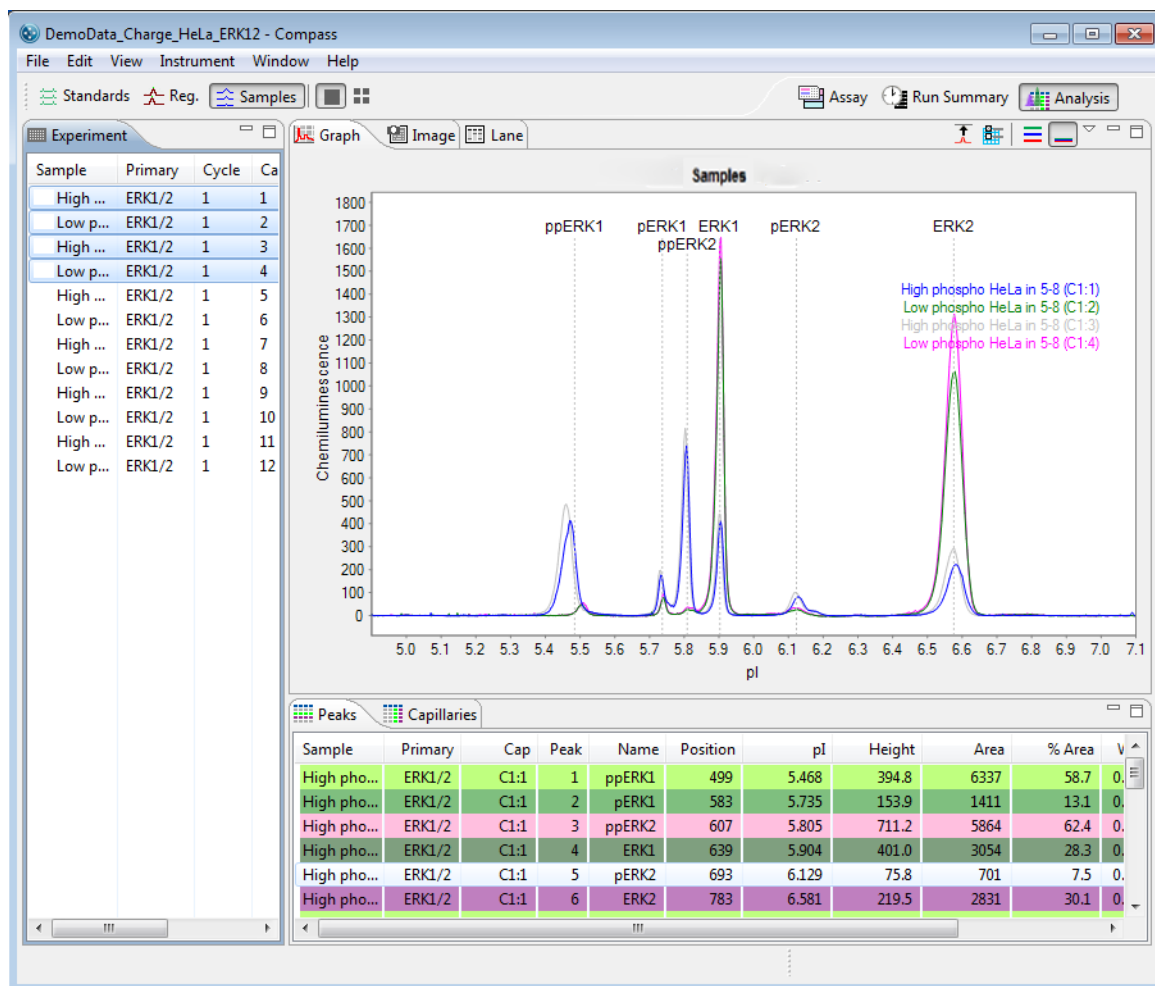 DemoData_Charge_HeLa_ERK12 - Compass
File Edit View Instrument Window Help
Standards Reg. Samples Assay Run Summary Analysis
Experiment
Sample Primary Cycle Ca
High ... ERK1/2 1 1
Low p... ERK1/2 1 2
High ... ERK1/2 1 3
Low p... ERK1/2 1 4
High ... ERK1/2 1 5
Low p... ERK1/2 1 6
High ... ERK1/2 1 7
Low p... ERK1/2 1 8
High ... ERK1/2 1 9
Low p... ERK1/2 1 10
High ... ERK1/2 1 11
Low p... ERK1/2 1 12
Graph Image Lane
Samples
1800
1700
1600
1500
1400
1300
1200
1100
1000
900
800
700
600
500
400
300
200
100
0
Chemiluminescence
ppERK1 pERK1 ERK1 pERK2 ERK2
ppERK2
High phospho HeLa in 5-8 (C1:1)
Low phospho HeLa in 5-8 (C1:2)
High phospho HeLa in 5-8 (C1:3)
Low phospho HeLa in 5-8 (C1:4)
5.0 5.1 5.2 5.3 5.4 5.5 5.6 5.7 5.8 5.9 6.0 6.1 6.2 6.3 6.4 6.5 6.6 6.7 6.8 6.9 7.0 7.1
pI
Peaks Capillaries
Sample Primary Cap Peak Name Position pI Height Area % Area
High pho... ERK1/2 C1:1 1 ppERK1 499 5.468 394.8 6337 58.7 0.
High pho... ERK1/2 C1:1 2 pERK1 583 5.735 153.9 1411 13.1 0.
High pho... ERK1/2 C1:1 3 ppERK2 607 5.805 711.2 5864 62.4 0.
High pho... ERK1/2 C1:1 4 ERK1 639 5.904 401.0 3054 28.3 0.
High pho... ERK1/2 C1:1 5 pERK2 693 6.129 75.8 701 7.5 0.
High pho... ERK1/2 C1:1 6 ERK2 783 6.581 219.5 2831 30.1 0.